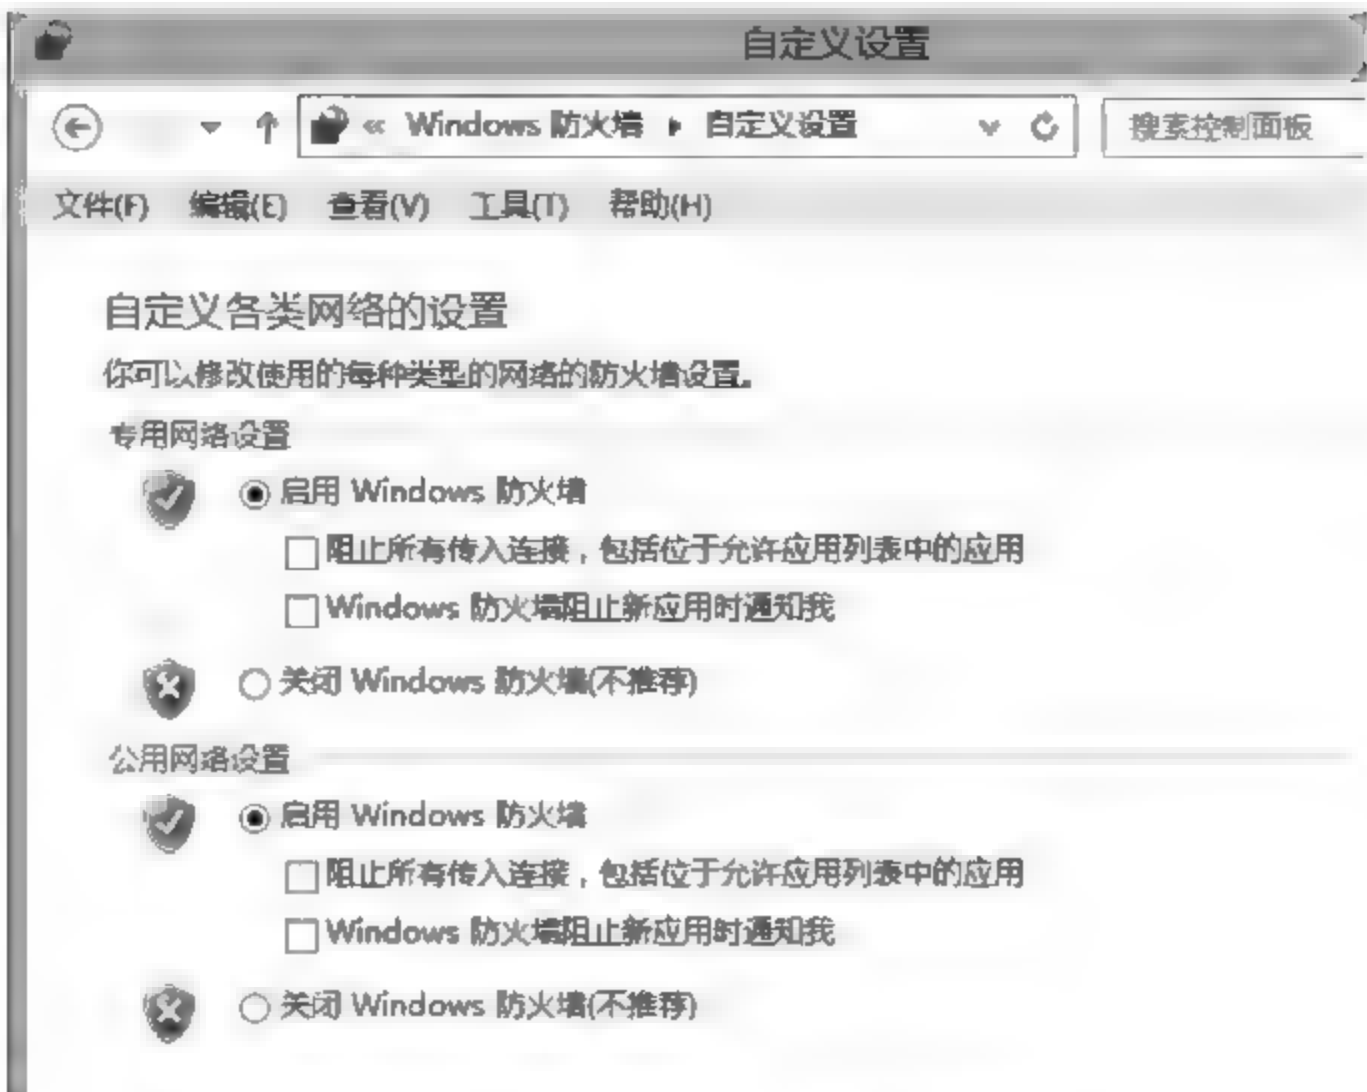 自定义设置
« Windows 防火墙 ▸ 自定义设置 搜索控制面板
文件(F) 编辑(E) 查看(V) 工具(T) 帮助(H)
自定义各类网络的设置
你可以修改使用的每种类型的网络的防火墙设置。
专用网络设置
启用 Windows 防火墙
阻止所有传入连接，包括位于允许应用列表中的应用
Windows 防火墙阻止新应用时通知我
关闭 Windows 防火墙(不推荐)
公用网络设置
启用 Windows 防火墙
阻止所有传入连接，包括位于允许应用列表中的应用
Windows 防火墙阻止新应用时通知我
关闭 Windows 防火墙(不推荐)